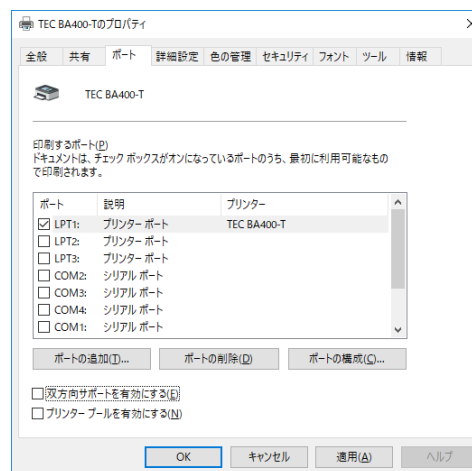 TEC BA400-Tのプロパティ
全般 共有 ポート 詳細設定 色の管理 セキュリティ フォント ツール 情報
TEC BA400-T
印刷するポート(P)
ドキュメントは、チェック ボックスがオンになっているポートのうち、最初に利用可能なもの
で印刷されます。
ポート 説明 プリンター
LPT1: プリンター ポート TEC BA400-T
LPT2: プリンター ポート
LPT3: プリンター ポート
COM2: シリアル ポート
COM3: シリアル ポート
COM4: シリアル ポート
COM1: シリアル ポート
ポートの追加(T)... ポートの削除(D) ポートの構成(C)...
双方向サポートを有効にする(E)
プリンター プールを有効にする(N)
OK キャンセル 適用(A) ヘルプ